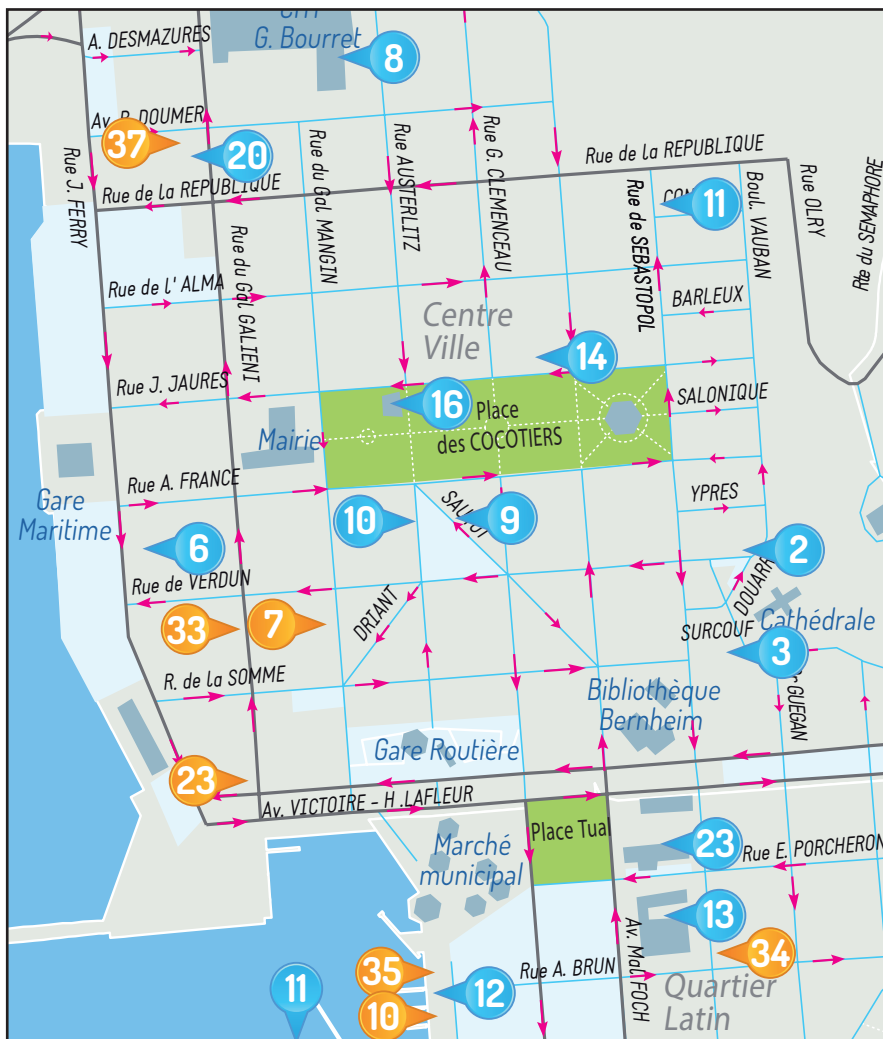 G. Bourret
A. DESMAZURES
8
DOUMER
37
20
Rue de la REPUBLIQUE
Rue de la REPUBLIQUE
Rue J. FERRY
Rue du Gal MANGIN
Rue AUSTERLITZ
Rue G. CLEMENCEAU
Rue de SEBASTOPOL
11
Boul. VAUBAN
Rue OLRY
Rte du SEMAPHORE
Rue du Gal GALIENI
Rue de l' ALMA
BARLEUX
Centre
Ville
14
Rue J. JAURES
16
Place
des COCOTIERS
SALONIQUE
Mairie
Rue A. FRANCE
Gare
Maritime
YPRES
10
9
6
2
Rue de VERDUN
DRIANT
33
7
SURCOUF
Cathédrale
3
R. de la SOMME
GUEGAN
Bibliothèque
Bernheim
Gare Routière
23
Av. VICTOIRE – H .LAFLEUR
Place Tual
Marché
municipal
23
Rue E. PORCHERON
13
34
35
Rue A. BRUN
Av. Mal FOCH
12
11
10
Quartier
Latin